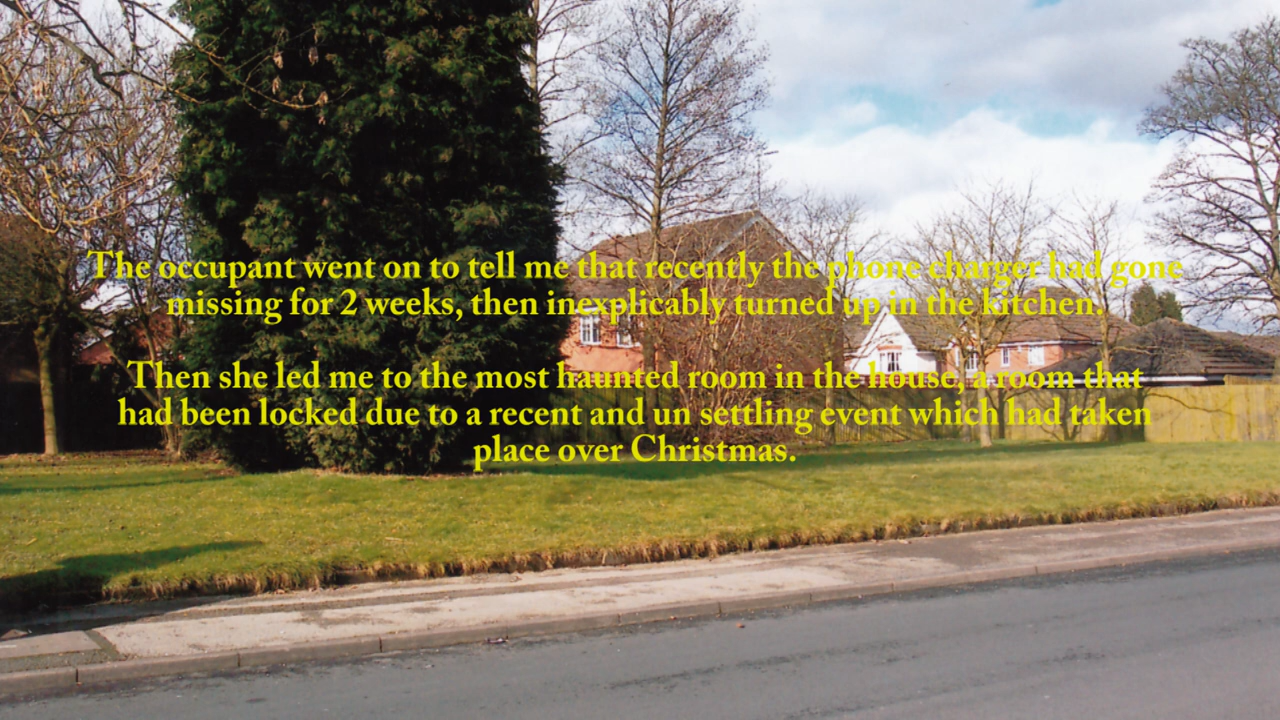 The occupant went on to tell me that recently the phone charger had gone
missing for 2 weeks, then inexplicably turned up in the kitchen.
Then she led me to the most haunted room in the house, a room that
had been locked due to a recent and un settling event which had taken
place over Christmas.